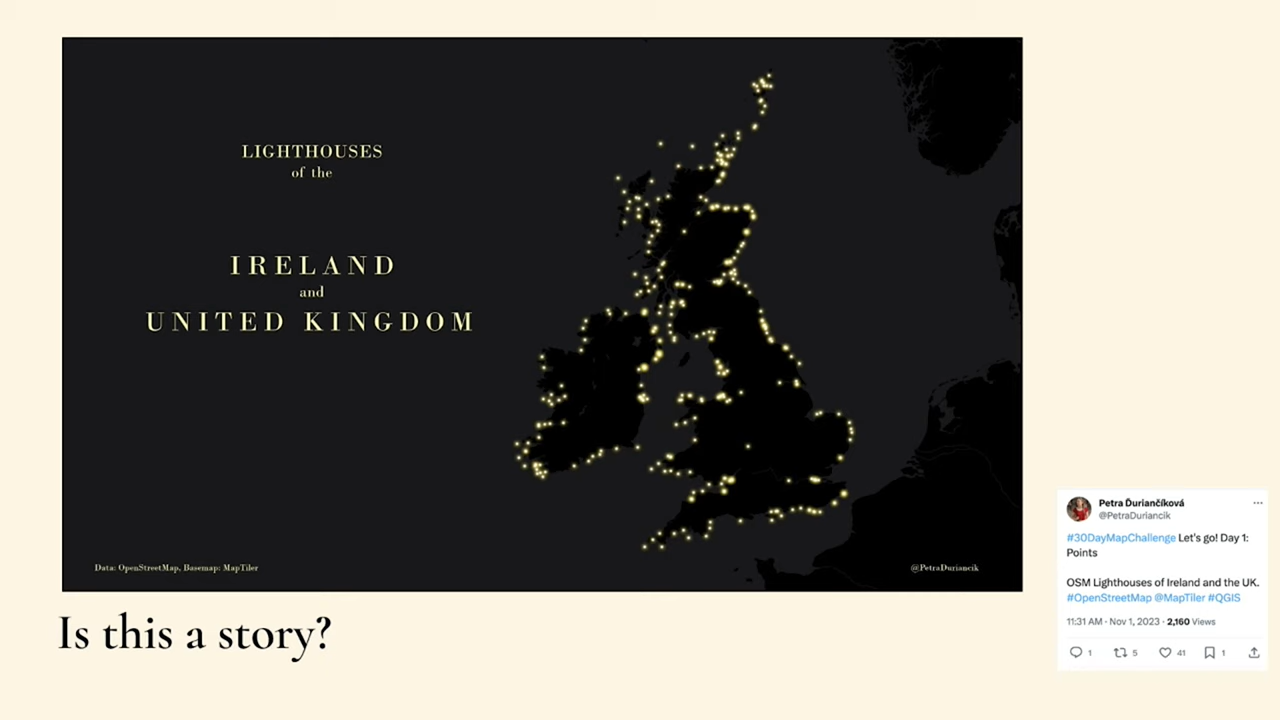 LIGHTHOUSES
of the
IRELAND
and
UNITED KINGDOM
Data: OpenStreetMap, Basemap: MapTiler
@PetraDuriancik
Is this a story?
Petra Ďuriančíková
@PetraDuriancik
#30DayMapChallenge Let's go! Day 1:
Points
OSM Lighthouses of Ireland and the UK.
#OpenStreetMap @MapTiler #QGIS
11:31 AM · Nov 1, 2023 · 2,160 Views
1 5 41 1